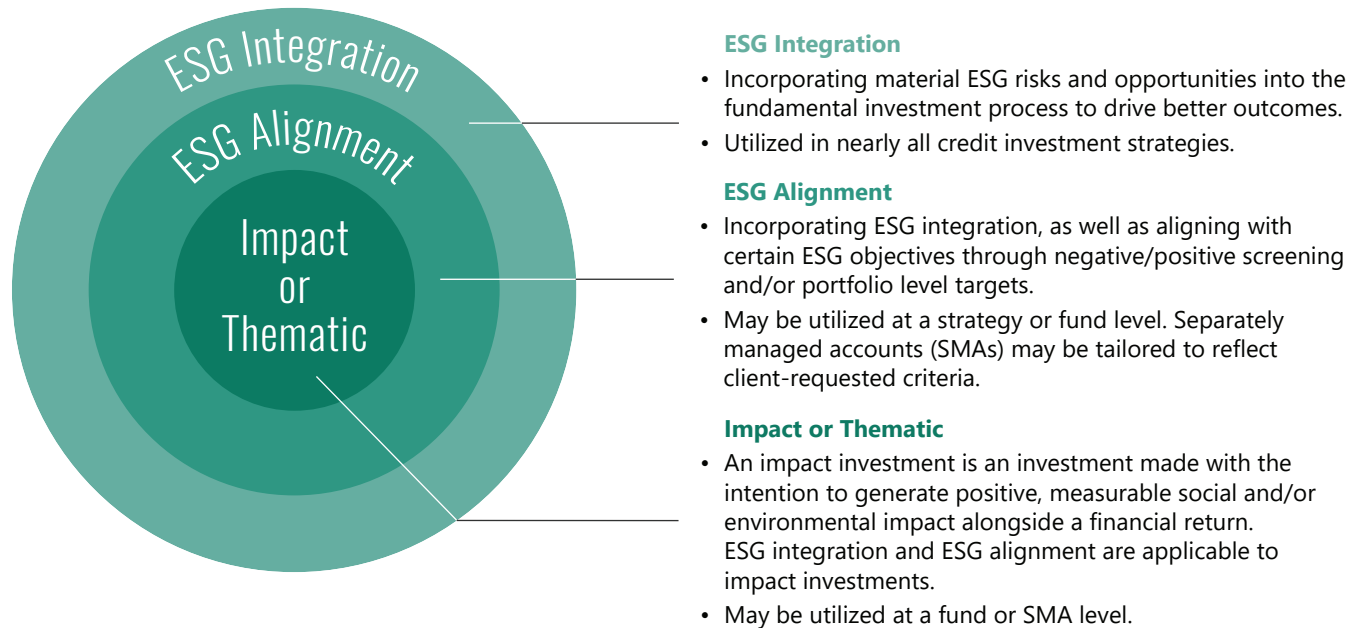 ESG Integration
ESG Alignment
Impact
or
Thematic
ESG Integration
• Incorporating material ESG risks and opportunities into the
fundamental investment process to drive better outcomes.
• Utilized in nearly all credit investment strategies.
ESG Alignment
• Incorporating ESG integration, as well as aligning with
certain ESG objectives through negative/positive screening
and/or portfolio level targets.
• May be utilized at a strategy or fund level. Separately
managed accounts (SMAs) may be tailored to reflect
client-requested criteria.
Impact or Thematic
• An impact investment is an investment made with the
intention to generate positive, measurable social and/or
environmental impact alongside a financial return.
ESG integration and ESG alignment are applicable to
impact investments.
• May be utilized at a fund or SMA level.